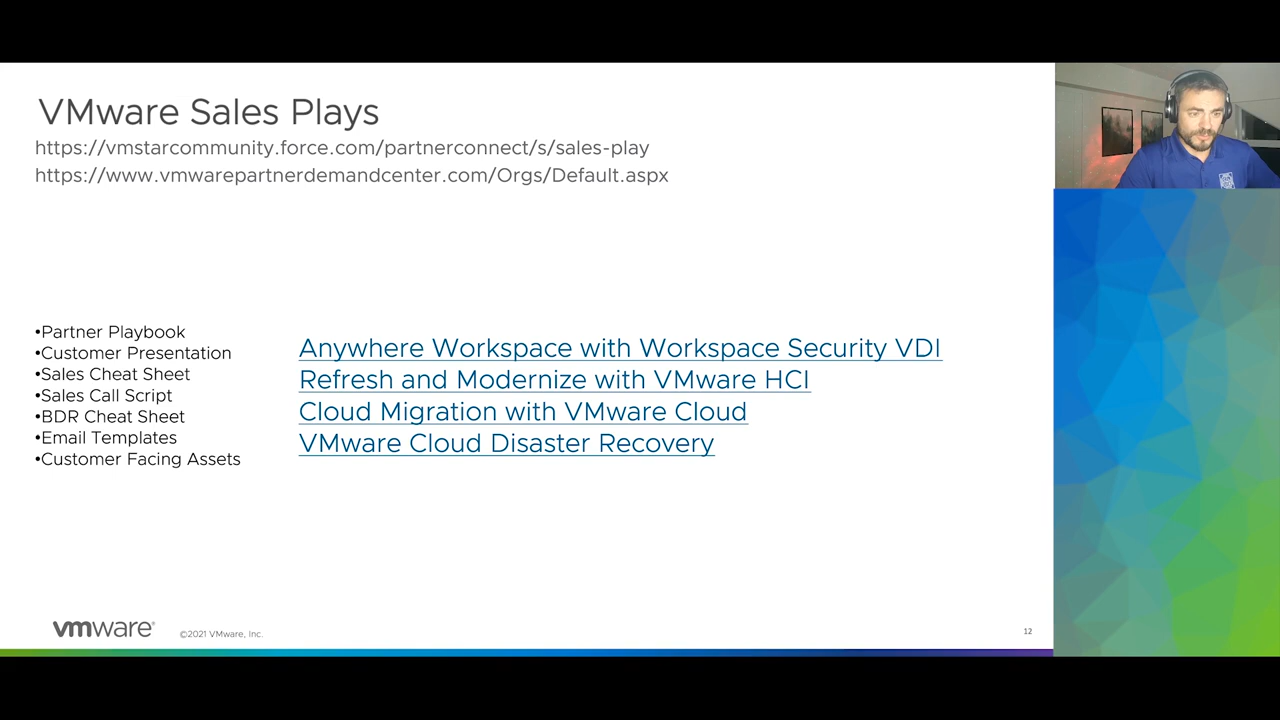 VMware Sales Plays
https://vmstarcommunity.force.com/partnerconnect/s/sales-play
https://www.vmwarepartnerdemandcenter.com/Orgs/Default.aspx
•Partner Playbook
•Customer Presentation
•Sales Cheat Sheet
•Sales Call Script
•BDR Cheat Sheet
•Email Templates
•Customer Facing Assets
Anywhere Workspace with Workspace Security VDI
Refresh and Modernize with VMware HCI
Cloud Migration with VMware Cloud
VMware Cloud Disaster Recovery
vmware®
©2021 VMware, Inc.
12